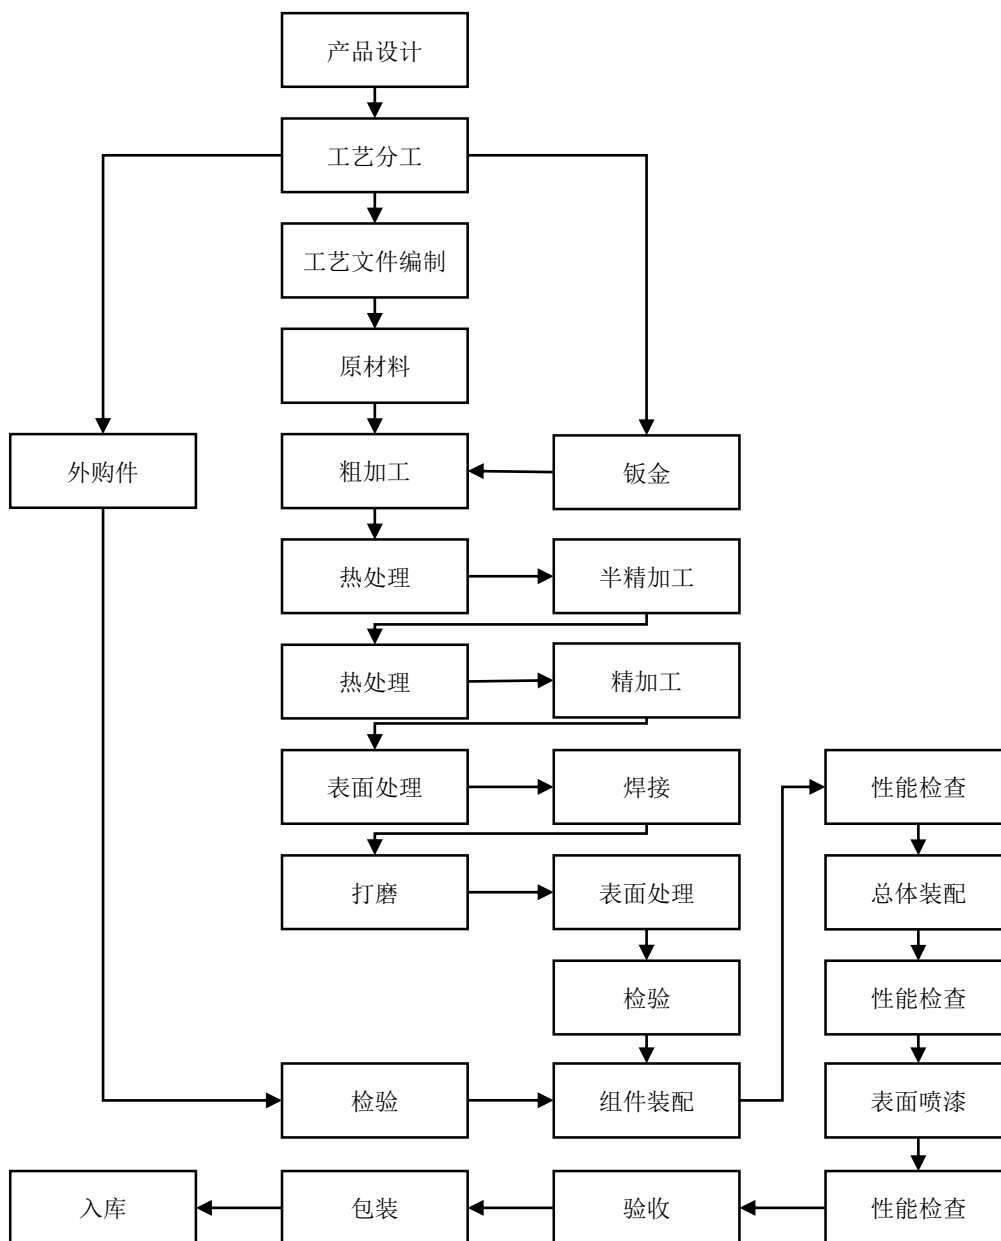 产品设计
工艺分工
工艺文件编制
原材料
外购件
粗加工
钣金
热处理
半精加工
热处理
精加工
表面处理
焊接
性能检查
打磨
表面处理
总体装配
检验
性能检查
检验
组件装配
表面喷漆
入库
包装
验收
性能检查